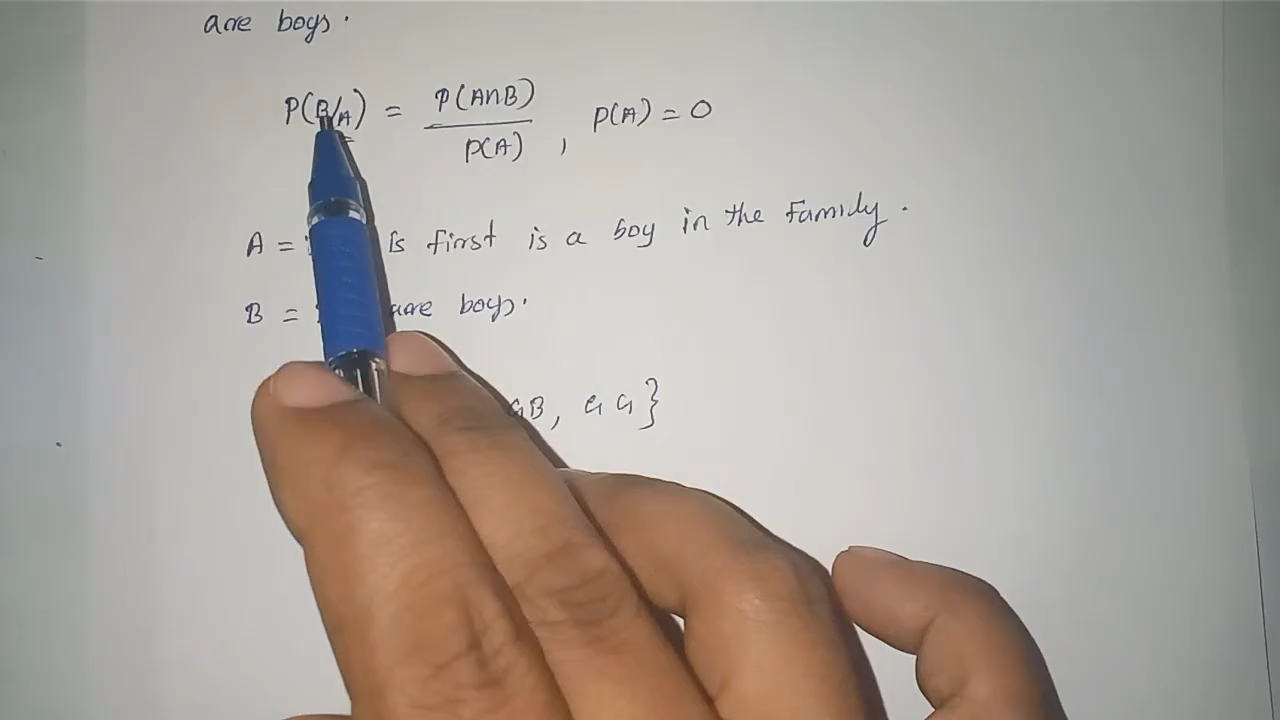 are boys.
P(B/A) = P(A∩B) / P(A) , P(A) = 0
A = is first is a boy in the family.
B = are boys.
GB, GG}